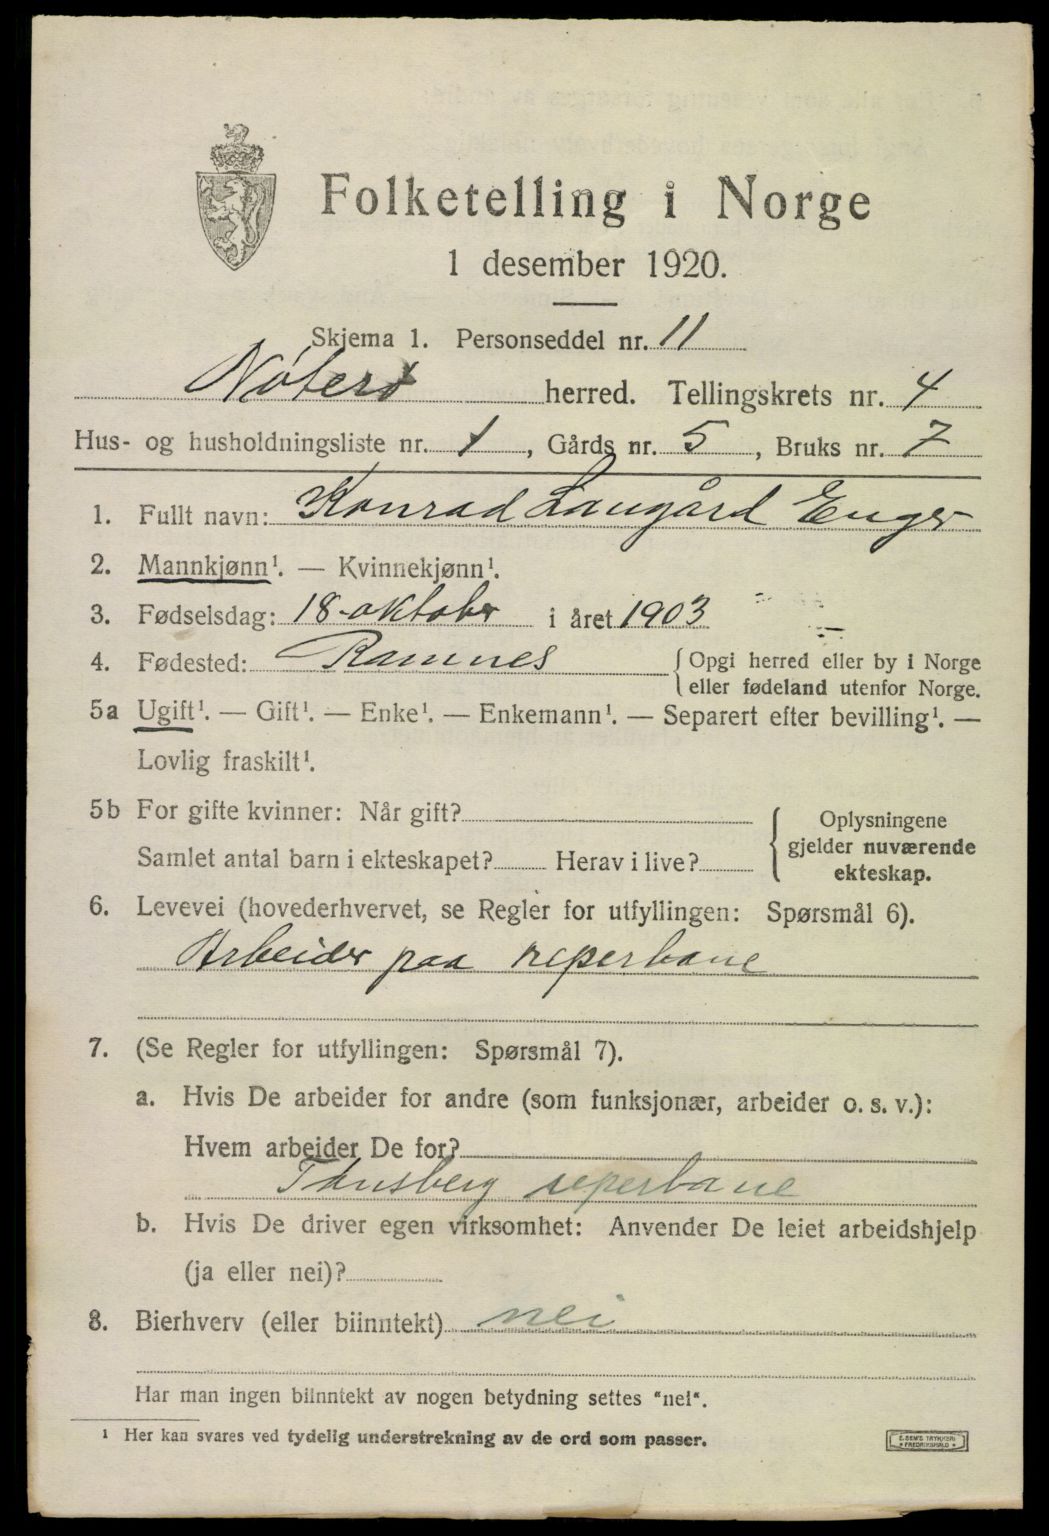 Folketelling i Norge
1 desember 1920.
Skjema 1. Personseddel nr. 11
Nøterø herred. Tellingskrets nr. 4
Hus- og husholdningsliste nr. 1, Gårds nr. 5, Bruks nr. 7
1. Fullt navn: Konrad Laugård Enger
2. Mannkjønn¹. — Kvinnekjønn¹.
3. Fødselsdag: 18-oktober i året 1903
4. Fødested: Ramnes {Opgi herred eller by i Norge
eller fødeland utenfor Norge.
5a Ugift¹. — Gift¹. — Enke¹. — Enkemann¹. — Separert efter bevilling¹. —
Lovlig fraskilt¹.
5b For gifte kvinner: Når gift?
Samlet antal barn i ekteskapet? Herav i live?
{ Oplysningene
gjelder nuværende
ekteskap.
6. Levevei (hovederhvervet, se Regler for utfyllingen: Spørsmål 6).
Arbeider paa reperbane
7. (Se Regler for utfyllingen: Spørsmål 7).
a. Hvis De arbeider for andre (som funksjonær, arbeider o. s. v.):
Hvem arbeider De for?
Tønsberg reperbane
b. Hvis De driver egen virksomhet: Anvender De leiet arbeidshjelp
(ja eller nei)?
8. Bierhverv (eller biinntekt) nei
Har man ingen biinntekt av nogen betydning settes "nei".
¹ Her kan svares ved tydelig understrekning av de ord som passer.
E. SEM'S TRYKKERI
* FREDRIKSHALD *